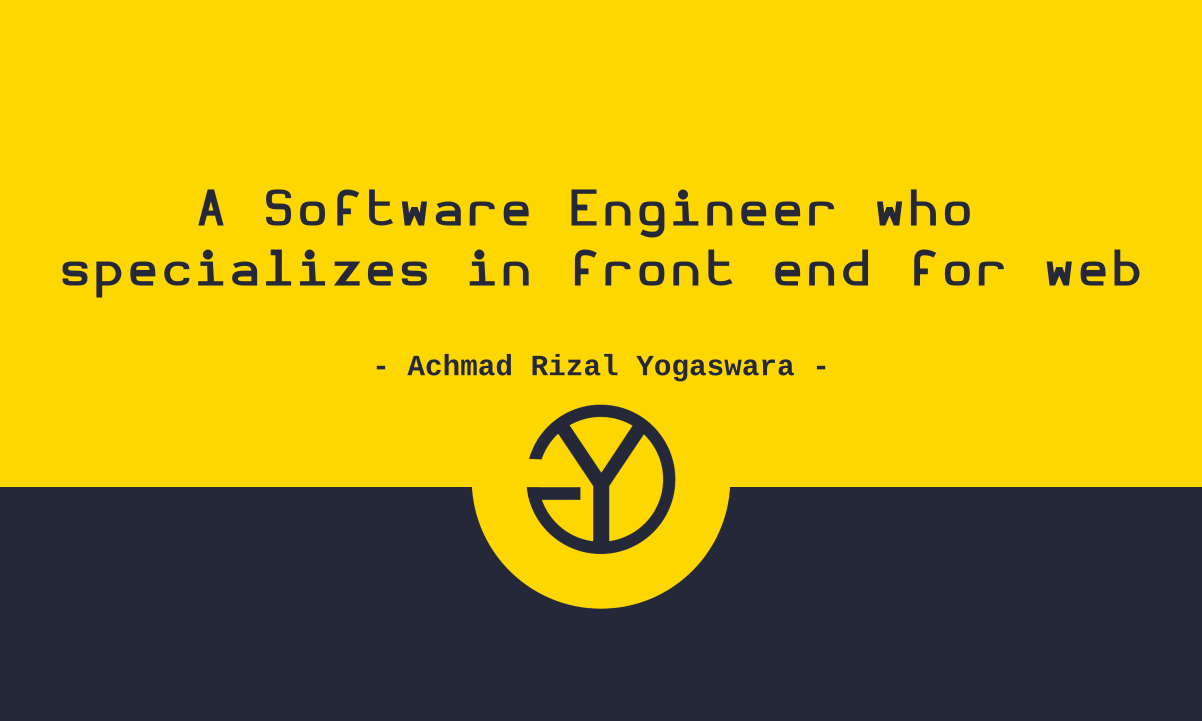 A Software Engineer who
specializes in front end for web
- Achmad Rizal Yogaswara -